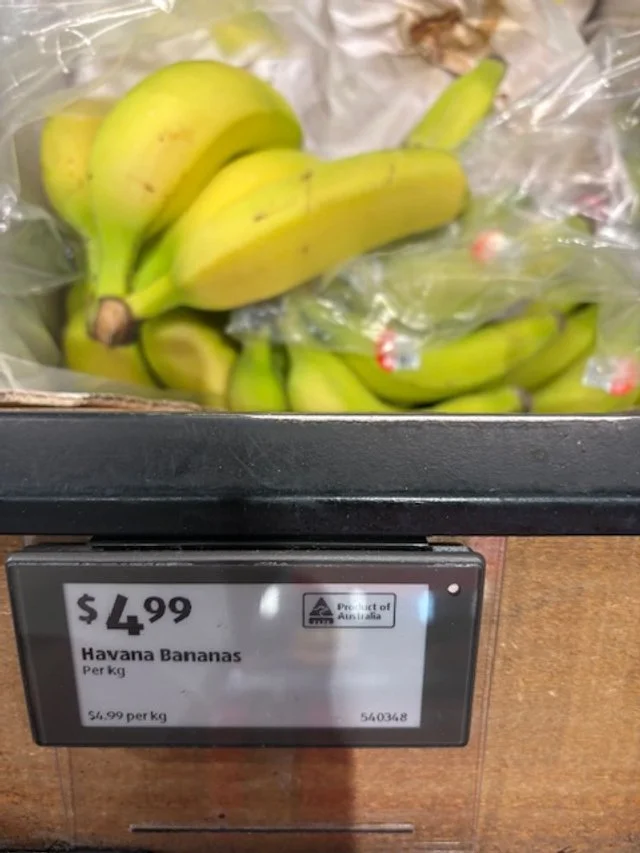 $4.99
Product of
Australia
Havana Bananas
Per kg
$4.99 per kg
540348